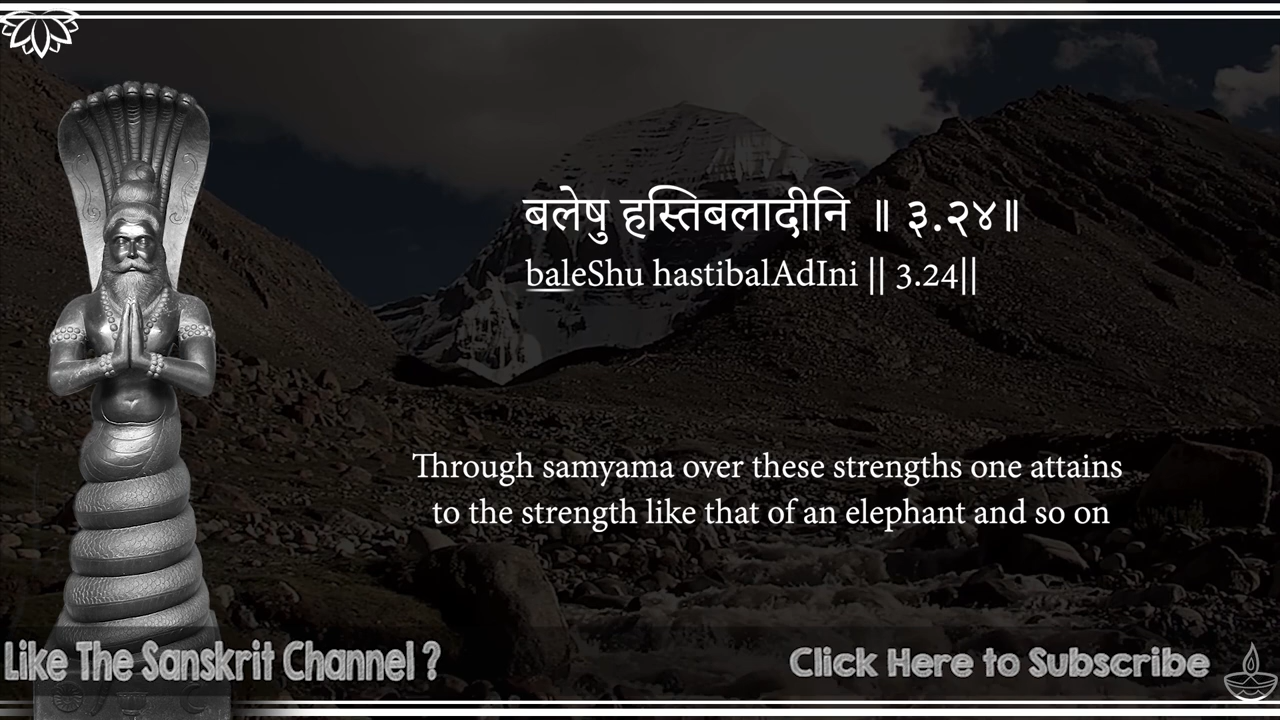 बलेषु हस्तिबलादीनि ॥ ३.२४॥
baleShu hastibalAdIni || 3.24||
Through samyama over these strengths one attains
to the strength like that of an elephant and so on
Like The Sanskrit Channel ?
Click Here to Subscribe